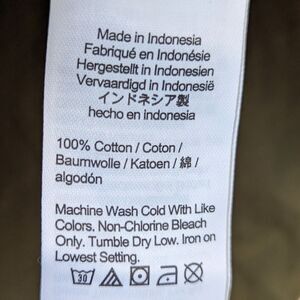 Made in Indonesia
Fabriqué en Indonésie
Hergestellt in Indonesien
Vervaardigd in Indonesië
インドネシア製
hecho en indonesia
100% Cotton / Coton /
Baumwolle / Katoen / 綿 /
algodón
Machine Wash Cold With Like
Colors. Non-Chlorine Bleach
Only. Tumble Dry Low. Iron on
Lowest Setting.
30